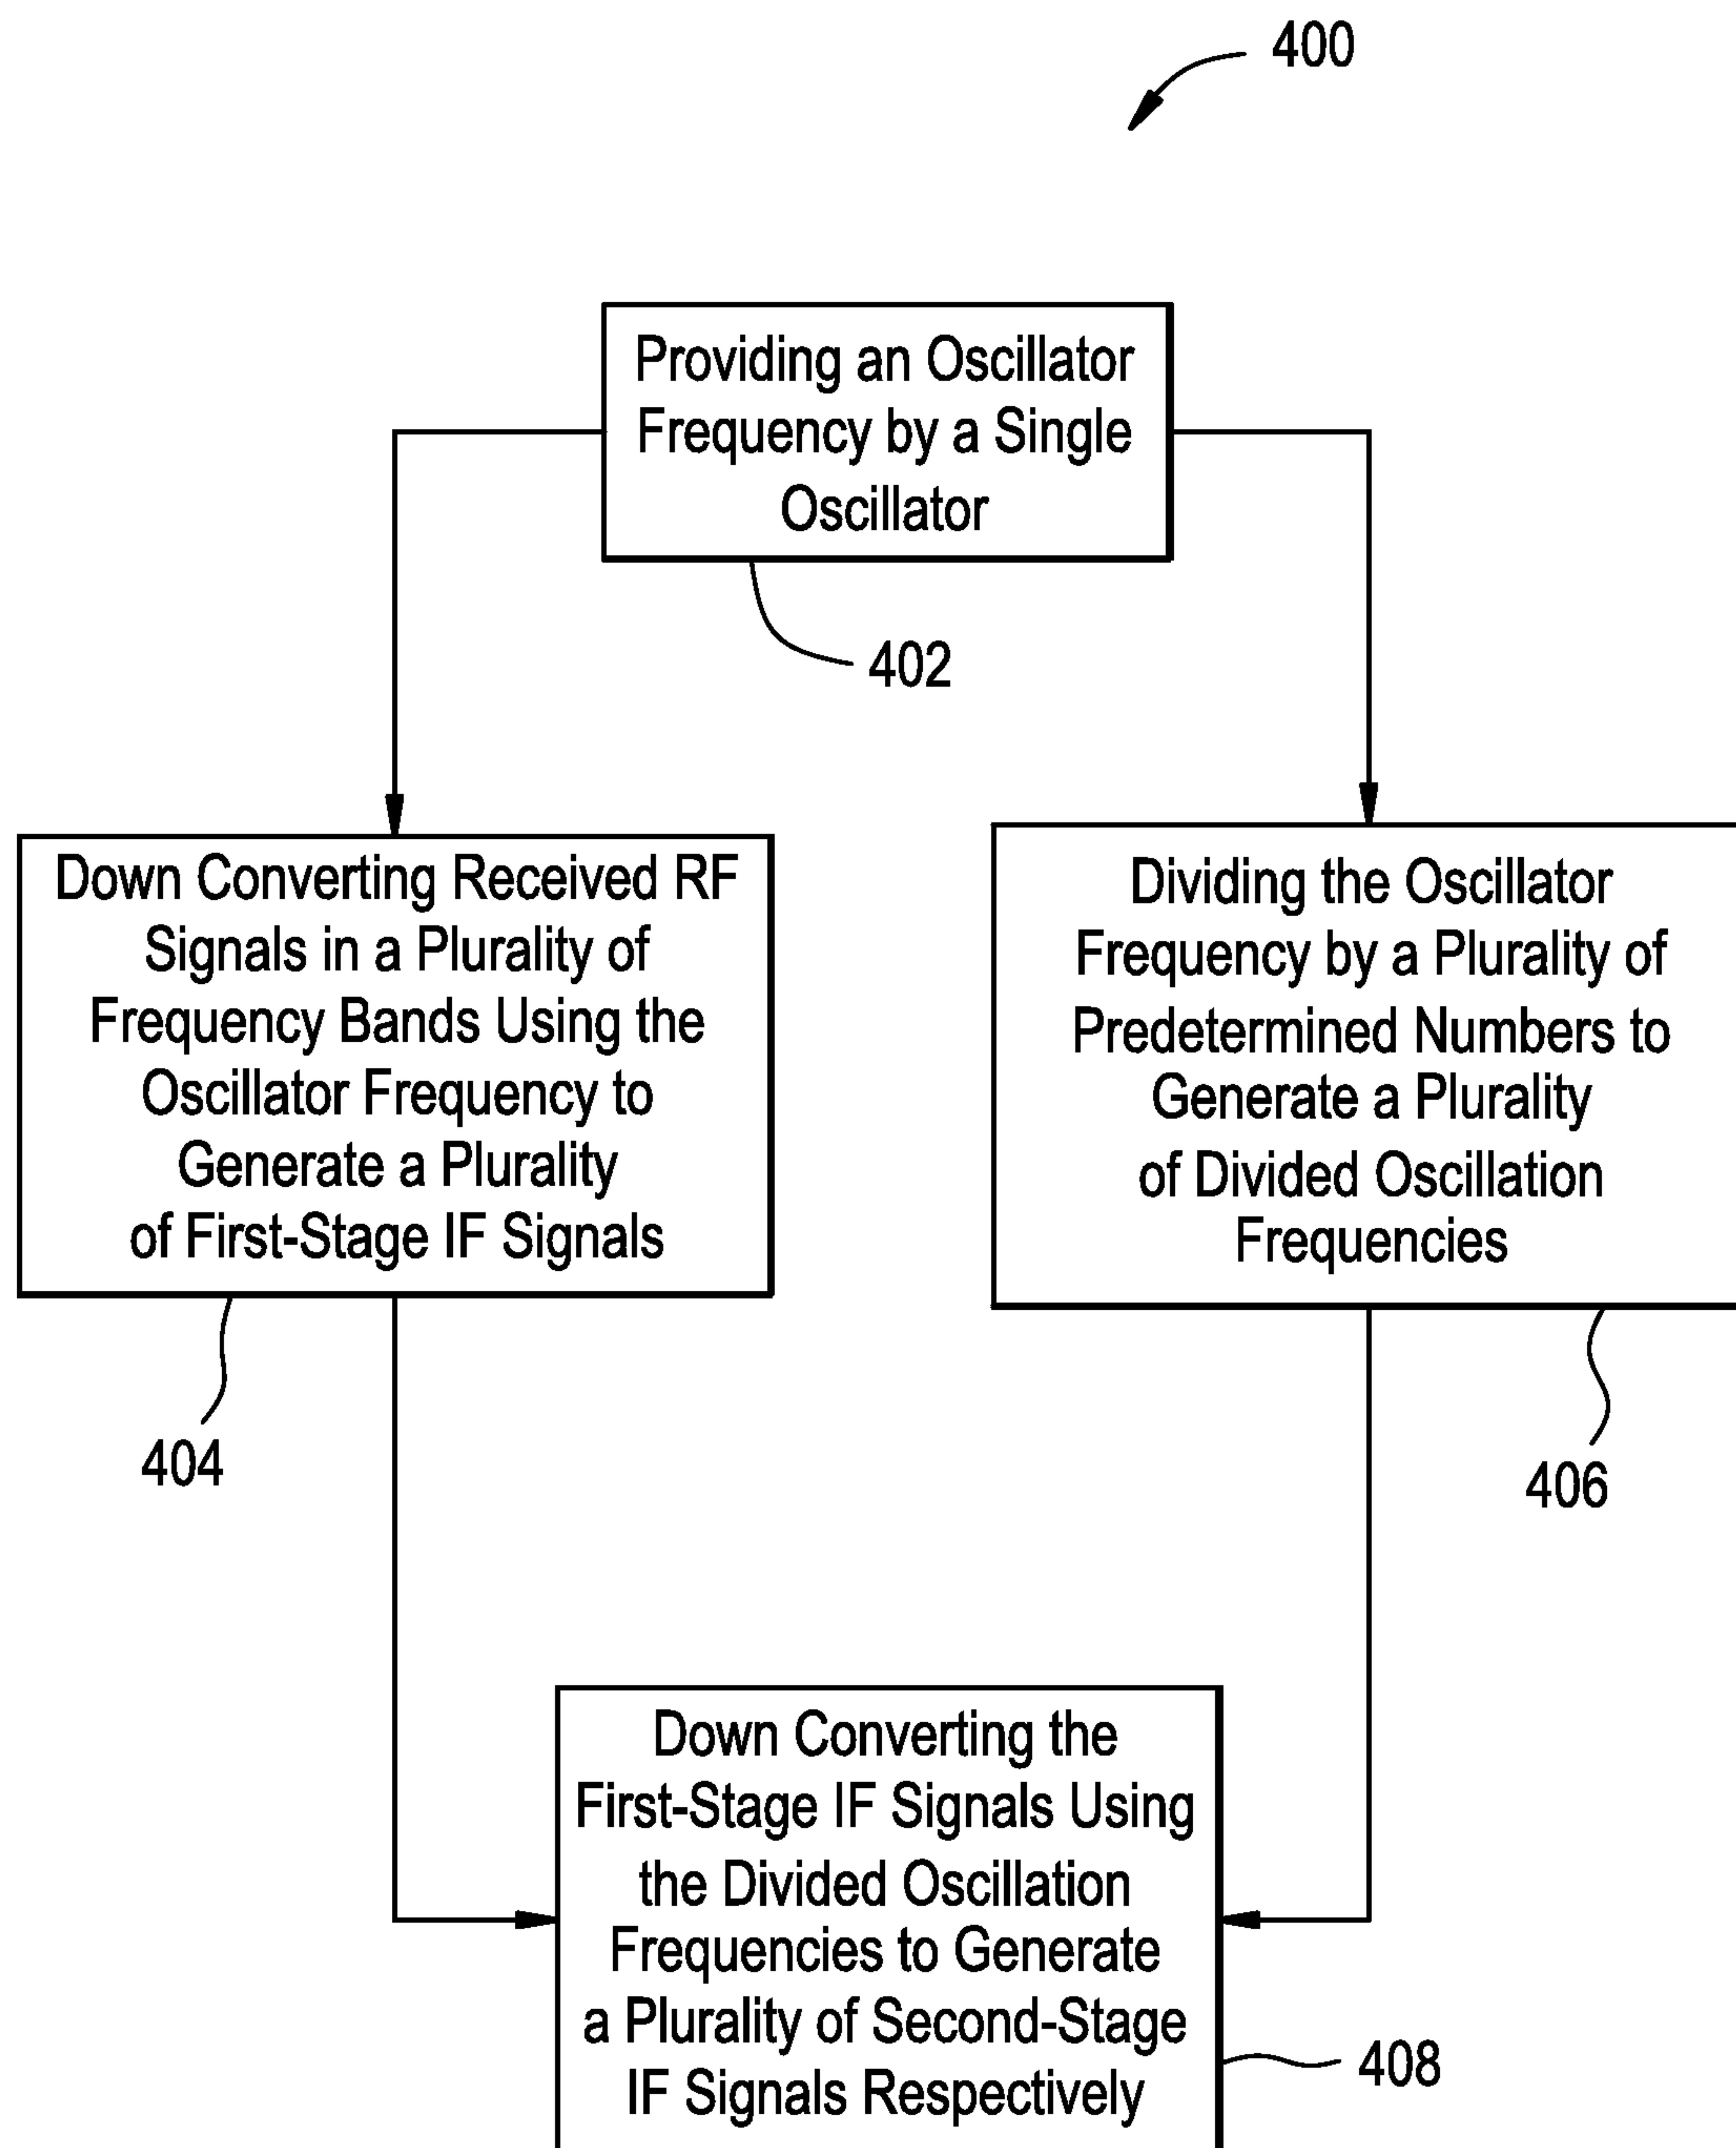 400
Providing an Oscillator
Frequency by a Single
Oscillator
402
Down Converting Received RF
Signals in a Plurality of
Frequency Bands Using the
Oscillator Frequency to
Generate a Plurality
of First-Stage IF Signals
404
Dividing the Oscillator
Frequency by a Plurality of
Predetermined Numbers to
Generate a Plurality
of Divided Oscillation
Frequencies
406
Down Converting the
First-Stage IF Signals Using
the Divided Oscillation
Frequencies to Generate
a Plurality of Second-Stage
IF Signals Respectively
408